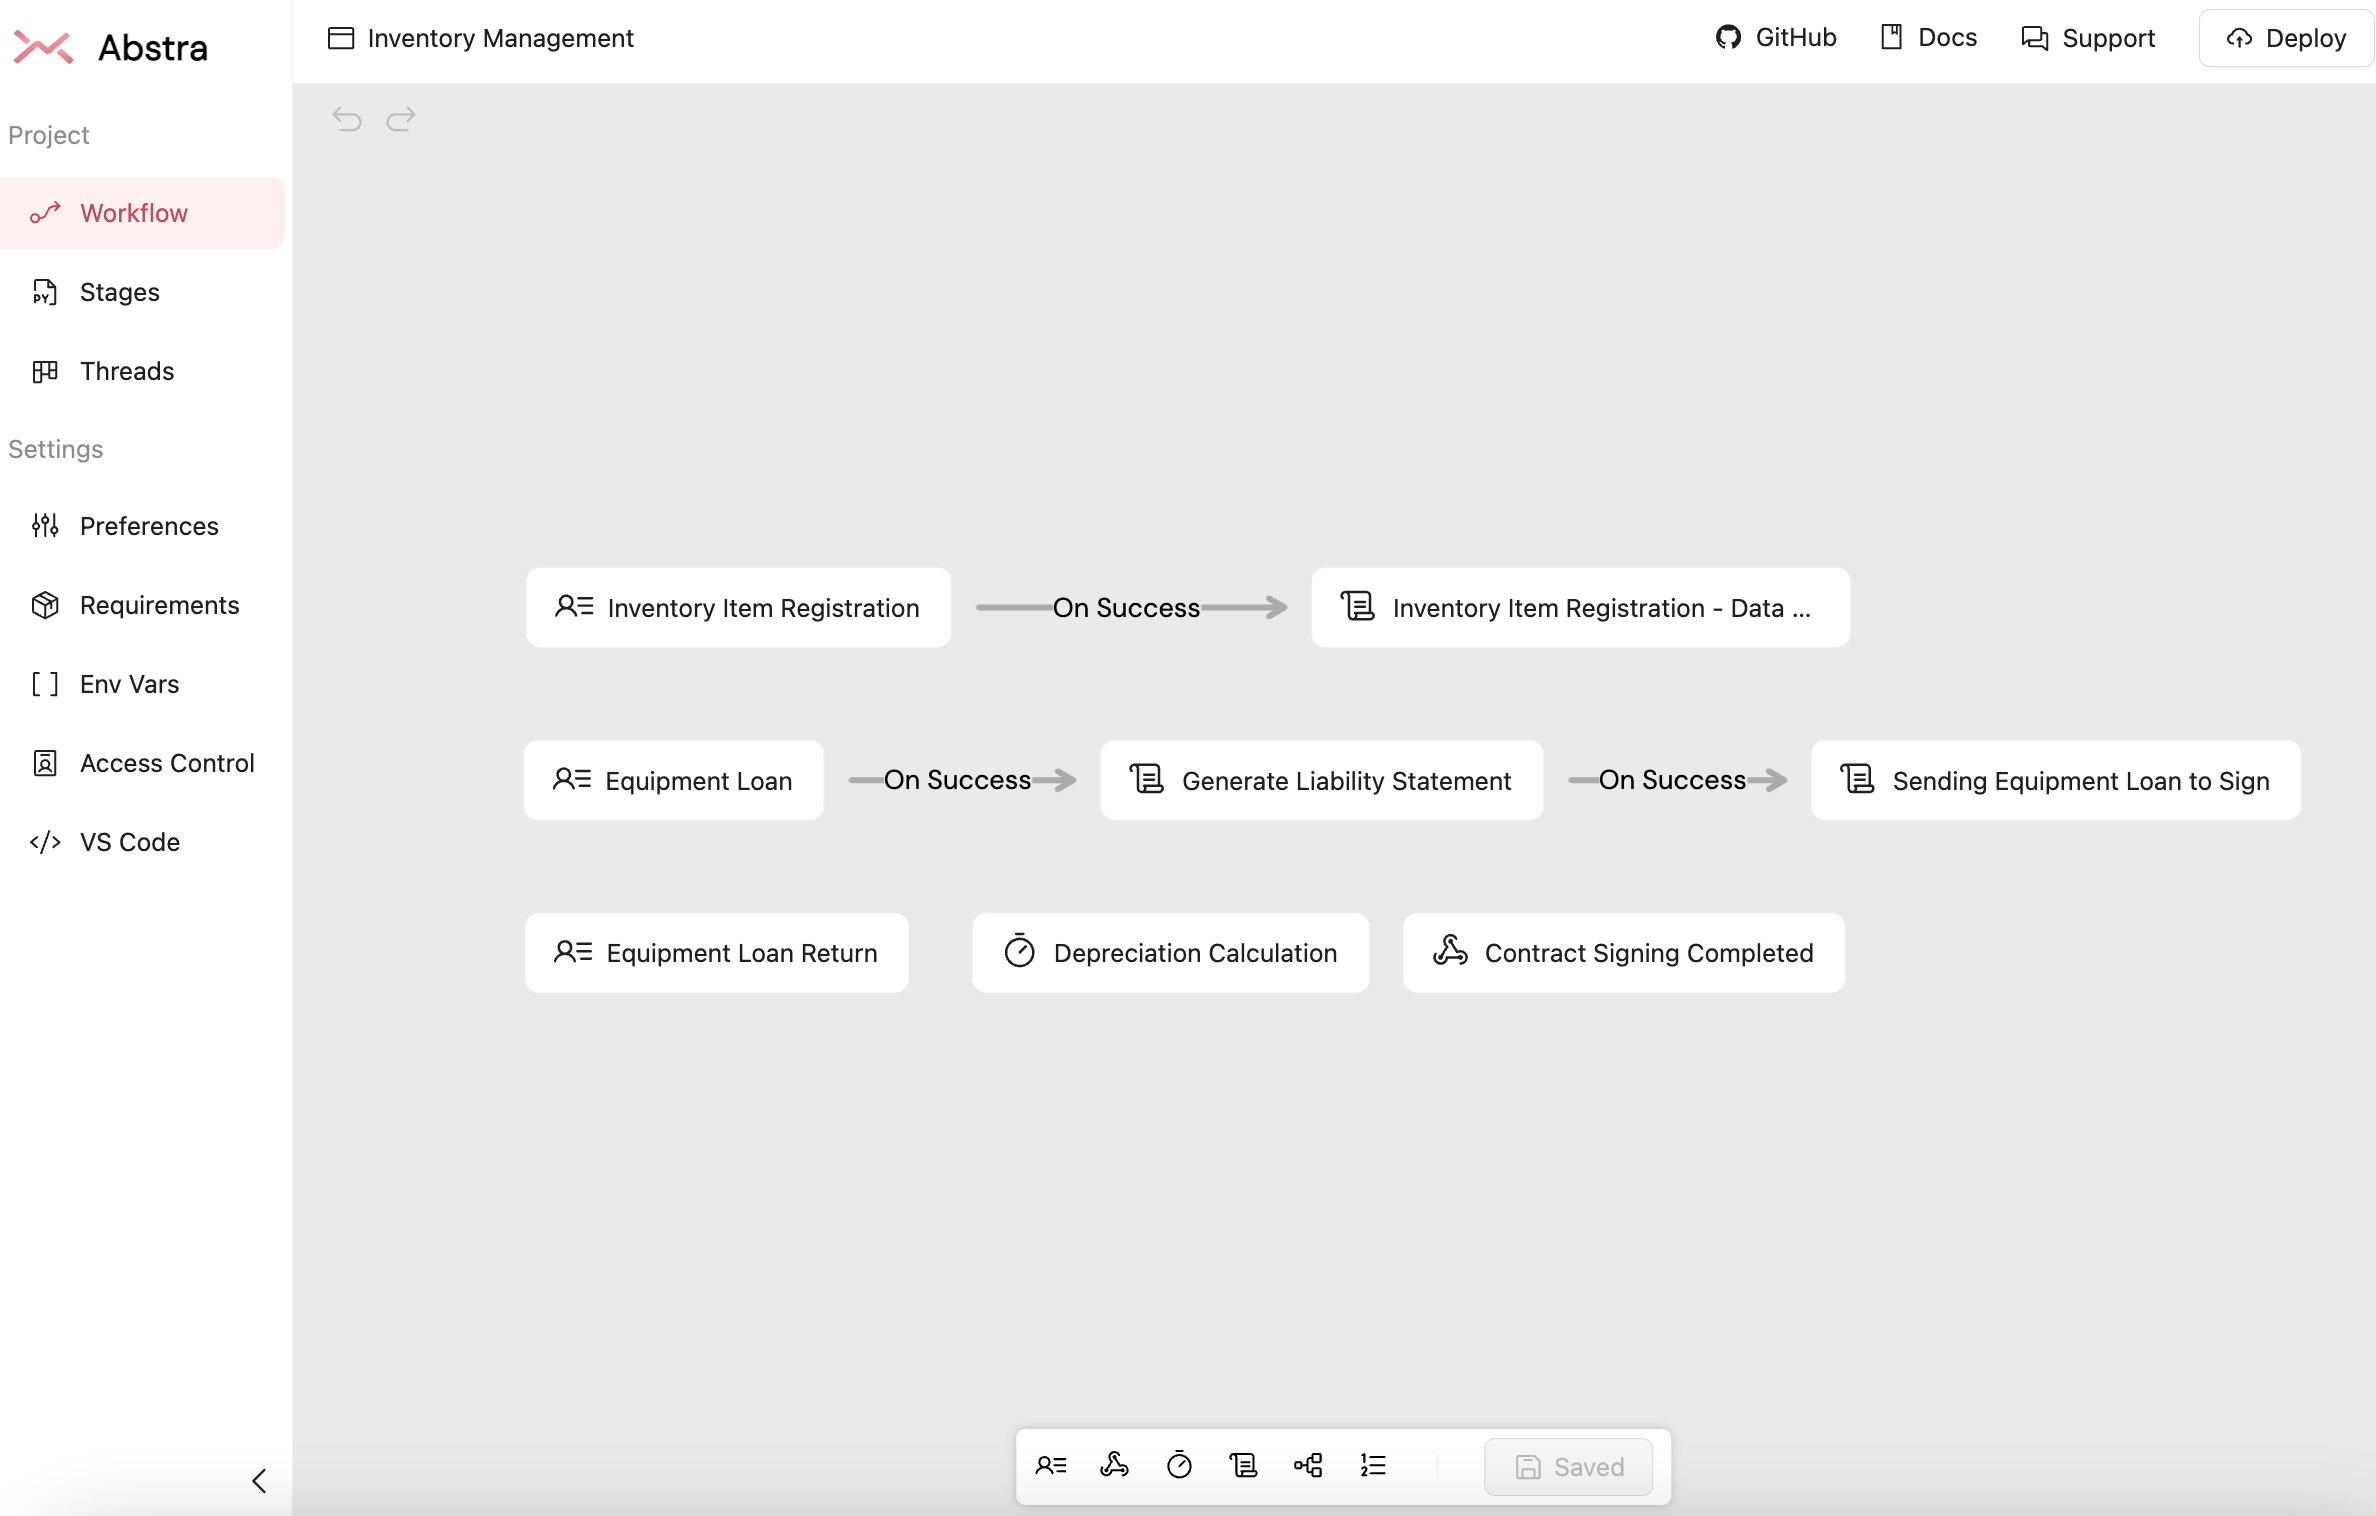 Abstra
Inventory Management
GitHub
Docs
Support
Deploy
Project
Workflow
Stages
PY
Threads
Settings
Preferences
Requirements
Env Vars
Access Control
VS Code
Inventory Item Registration
On Success
Inventory Item Registration - Data ...
Equipment Loan
On Success
Generate Liability Statement
On Success
Sending Equipment Loan to Sign
Equipment Loan Return
Depreciation Calculation
Contract Signing Completed
Saved